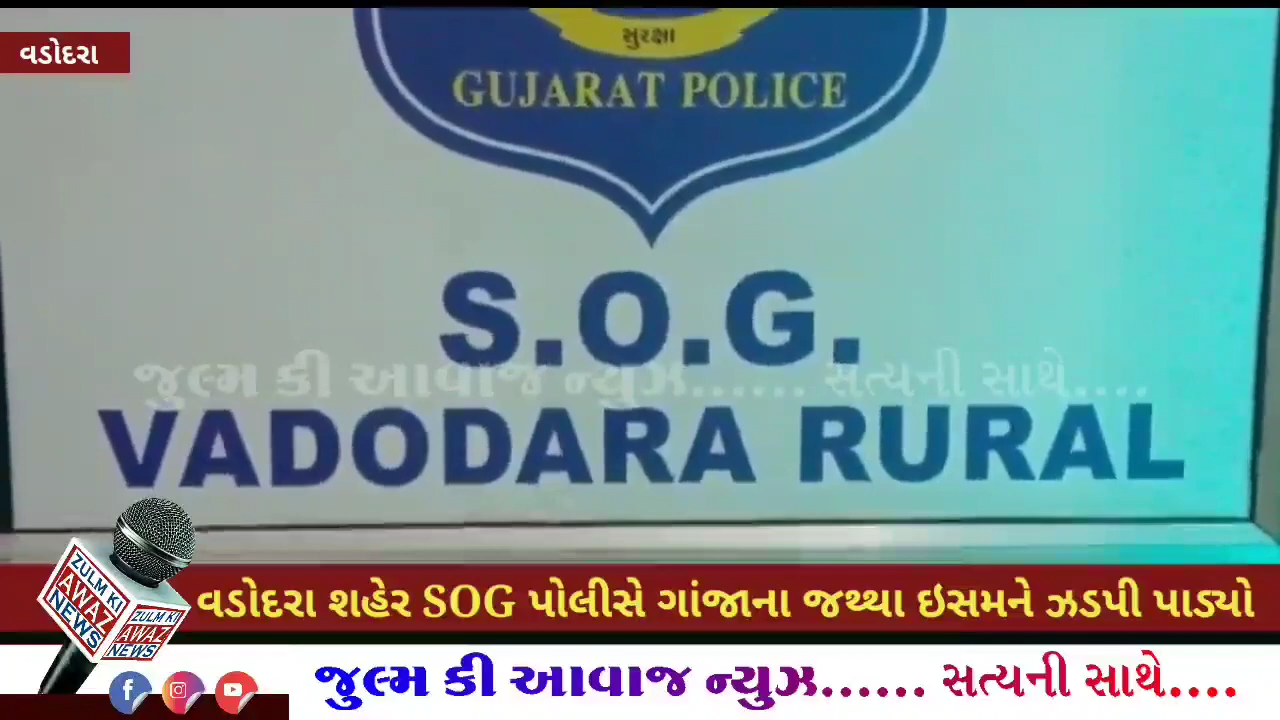 વડોદરા
સુરક્ષા
GUJARAT POLICE
S.O.G.
જુલ્મ કી આવાજ ન્યુઝ...... સત્યની સાથે....
VADODARA RURAL
ZULM KI AWAZ NEWS
ZULM KI AWAZ NEWS
વડોદરા શહેર SOG પોલીસે ગાંજાના જથ્થા ઇસમને ઝડપી પાડ્યો
જુલ્મ કી આવાજ ન્યુઝ...... સત્યની સાથે....